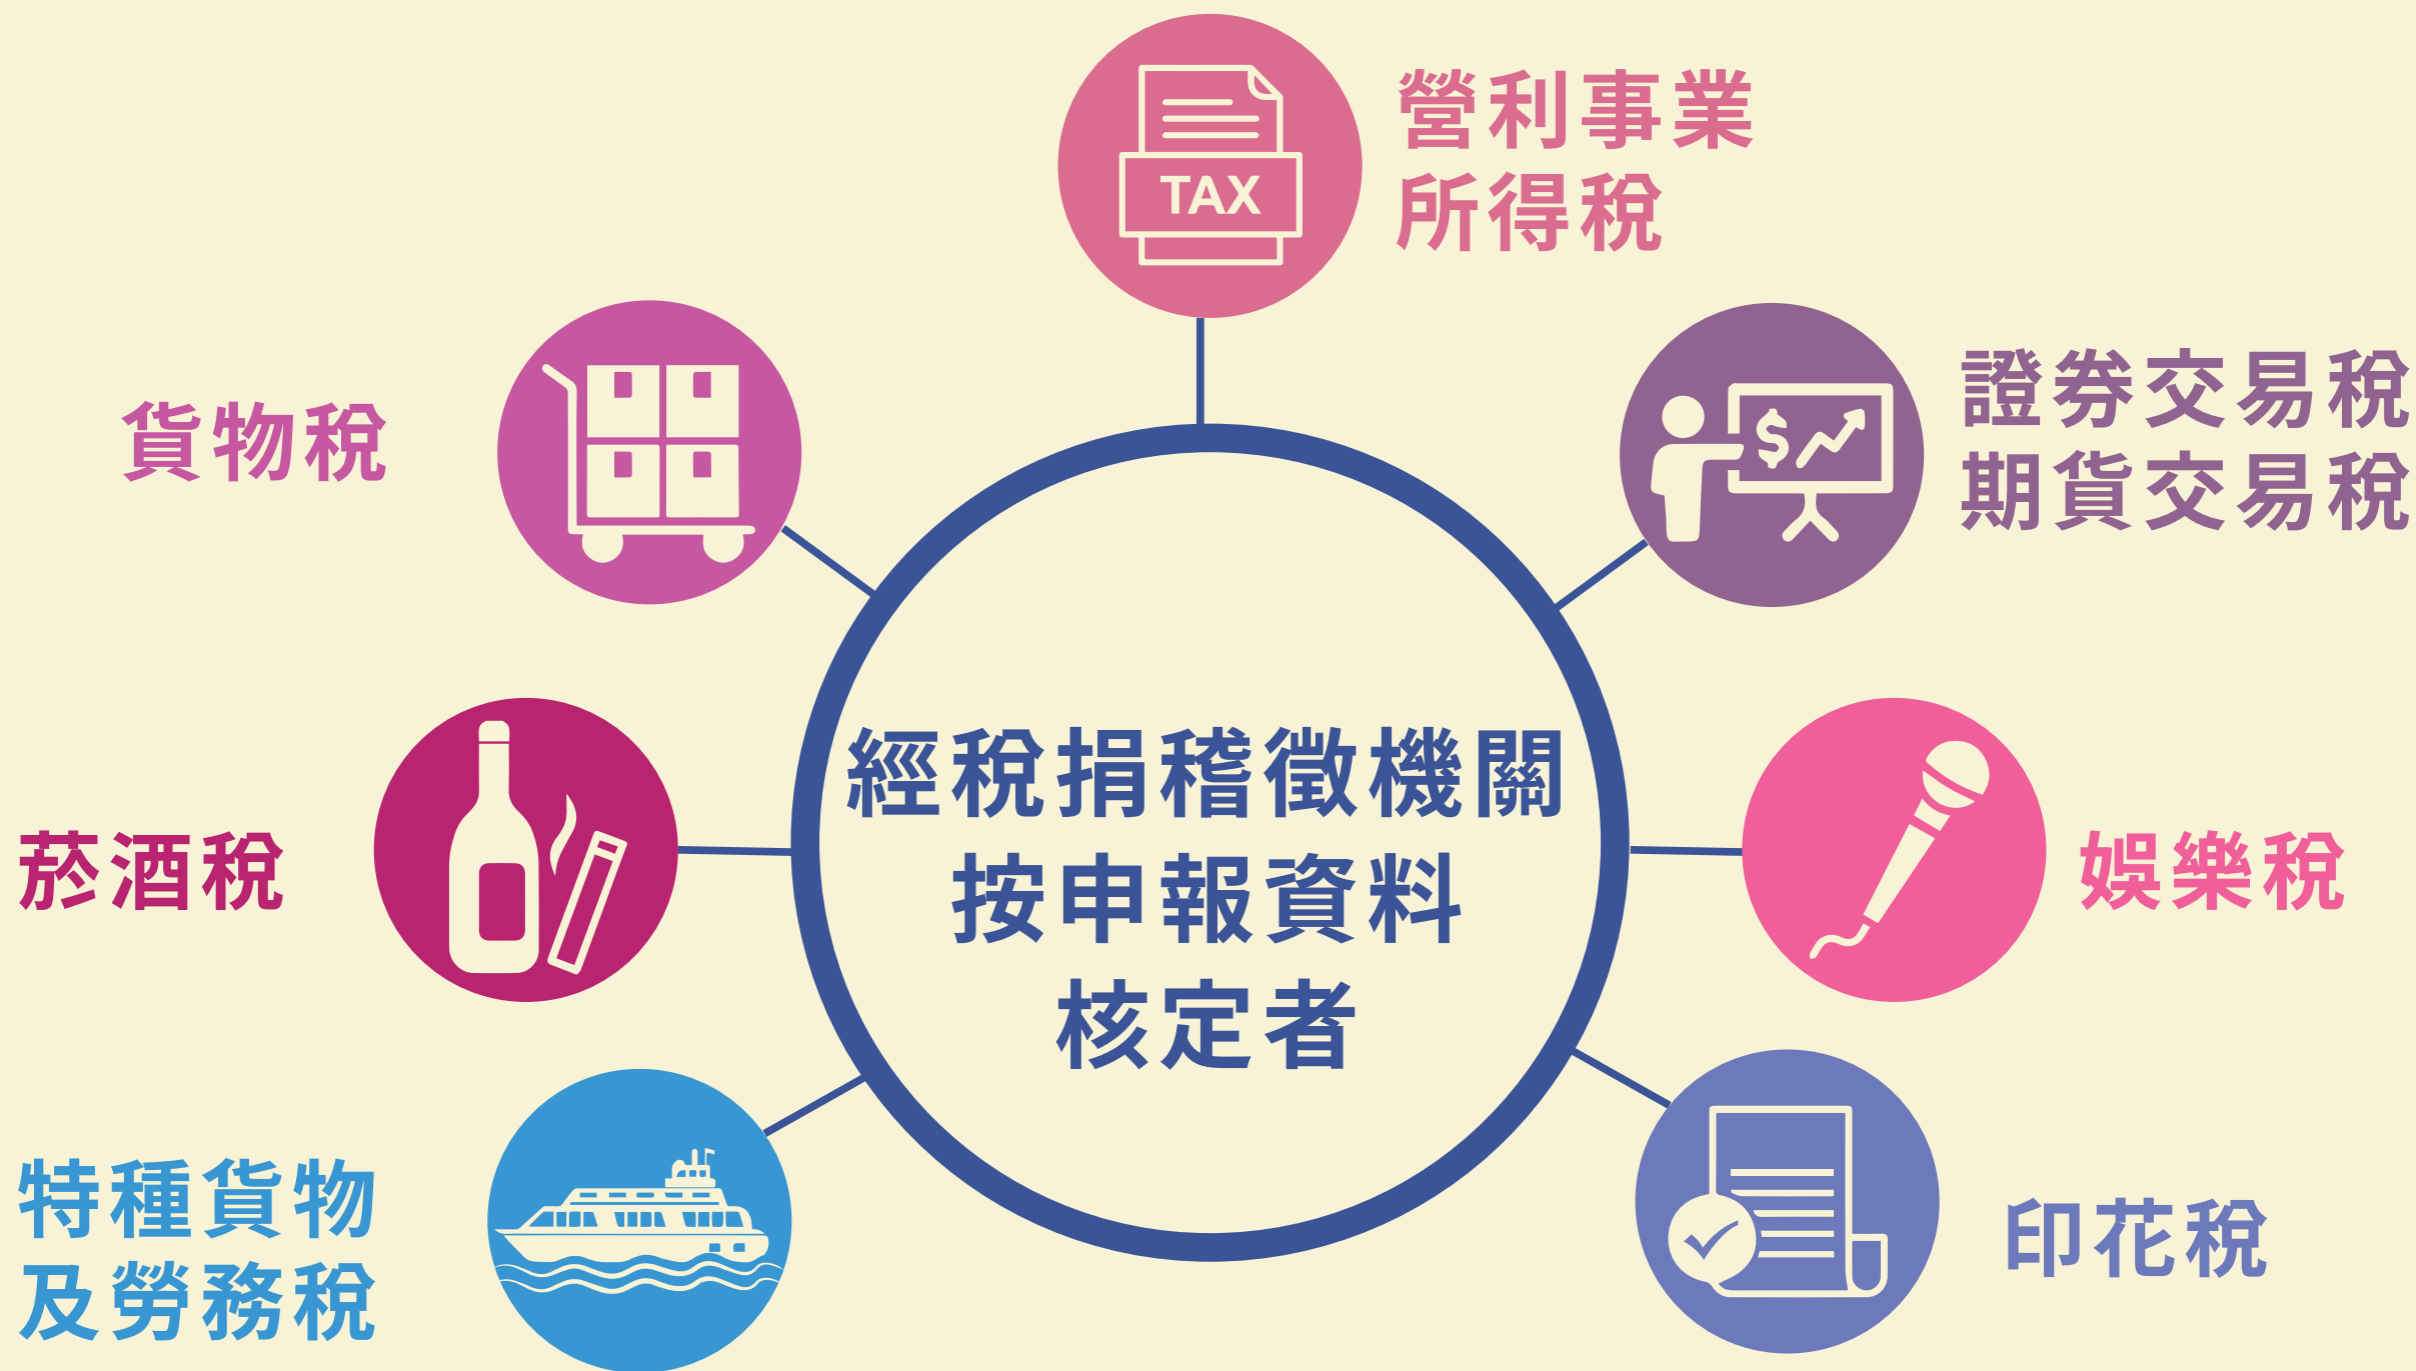 TAX
營利事業
所得稅
貨物稅
證券交易稅
期貨交易稅
經稅捐稽徵機關
按申報資料
核定者
菸酒稅
娛樂稅
特種貨物
及勞務稅
印花稅